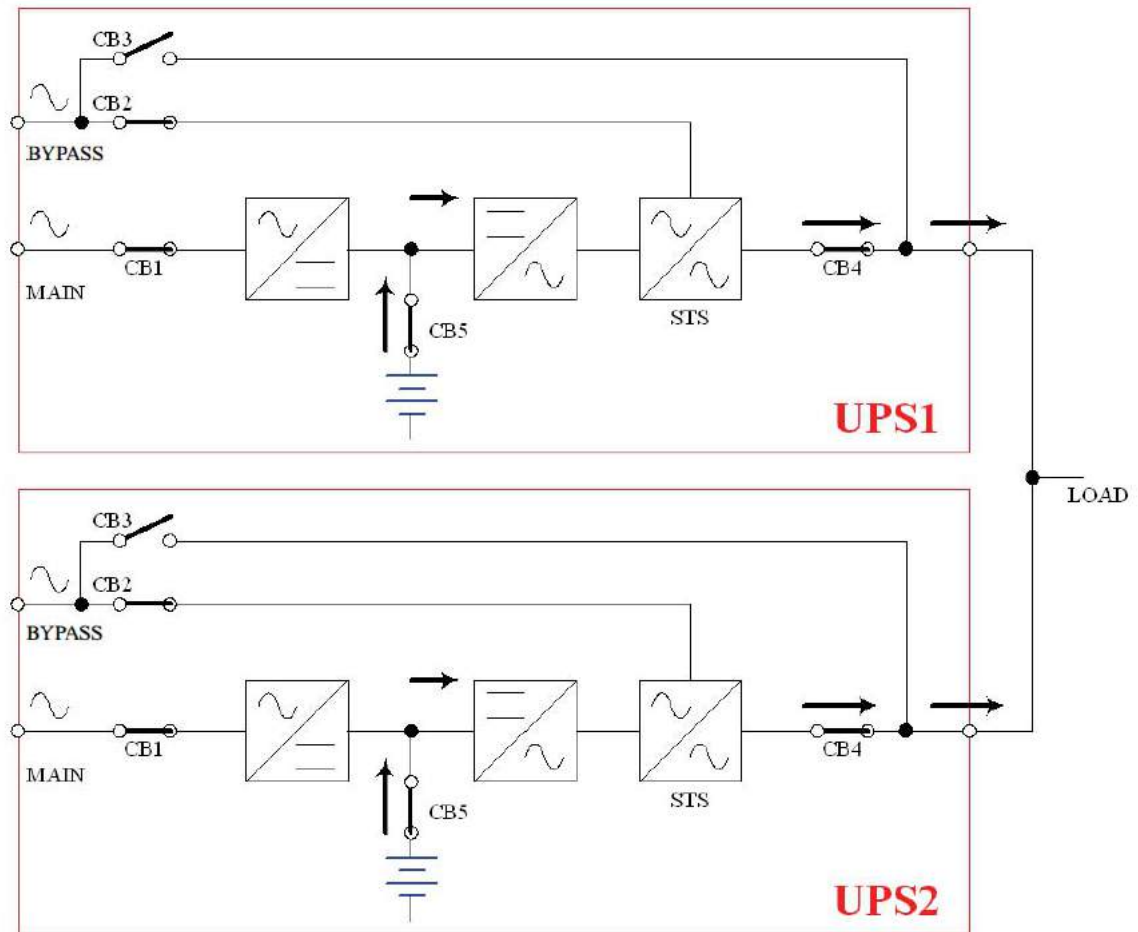 CB3
CB2
BYPASS
CB1
MAIN
CB5
STS
CB4
UPS1
LOAD
CB3
CB2
BYPASS
CB1
MAIN
CB5
STS
CB4
UPS2